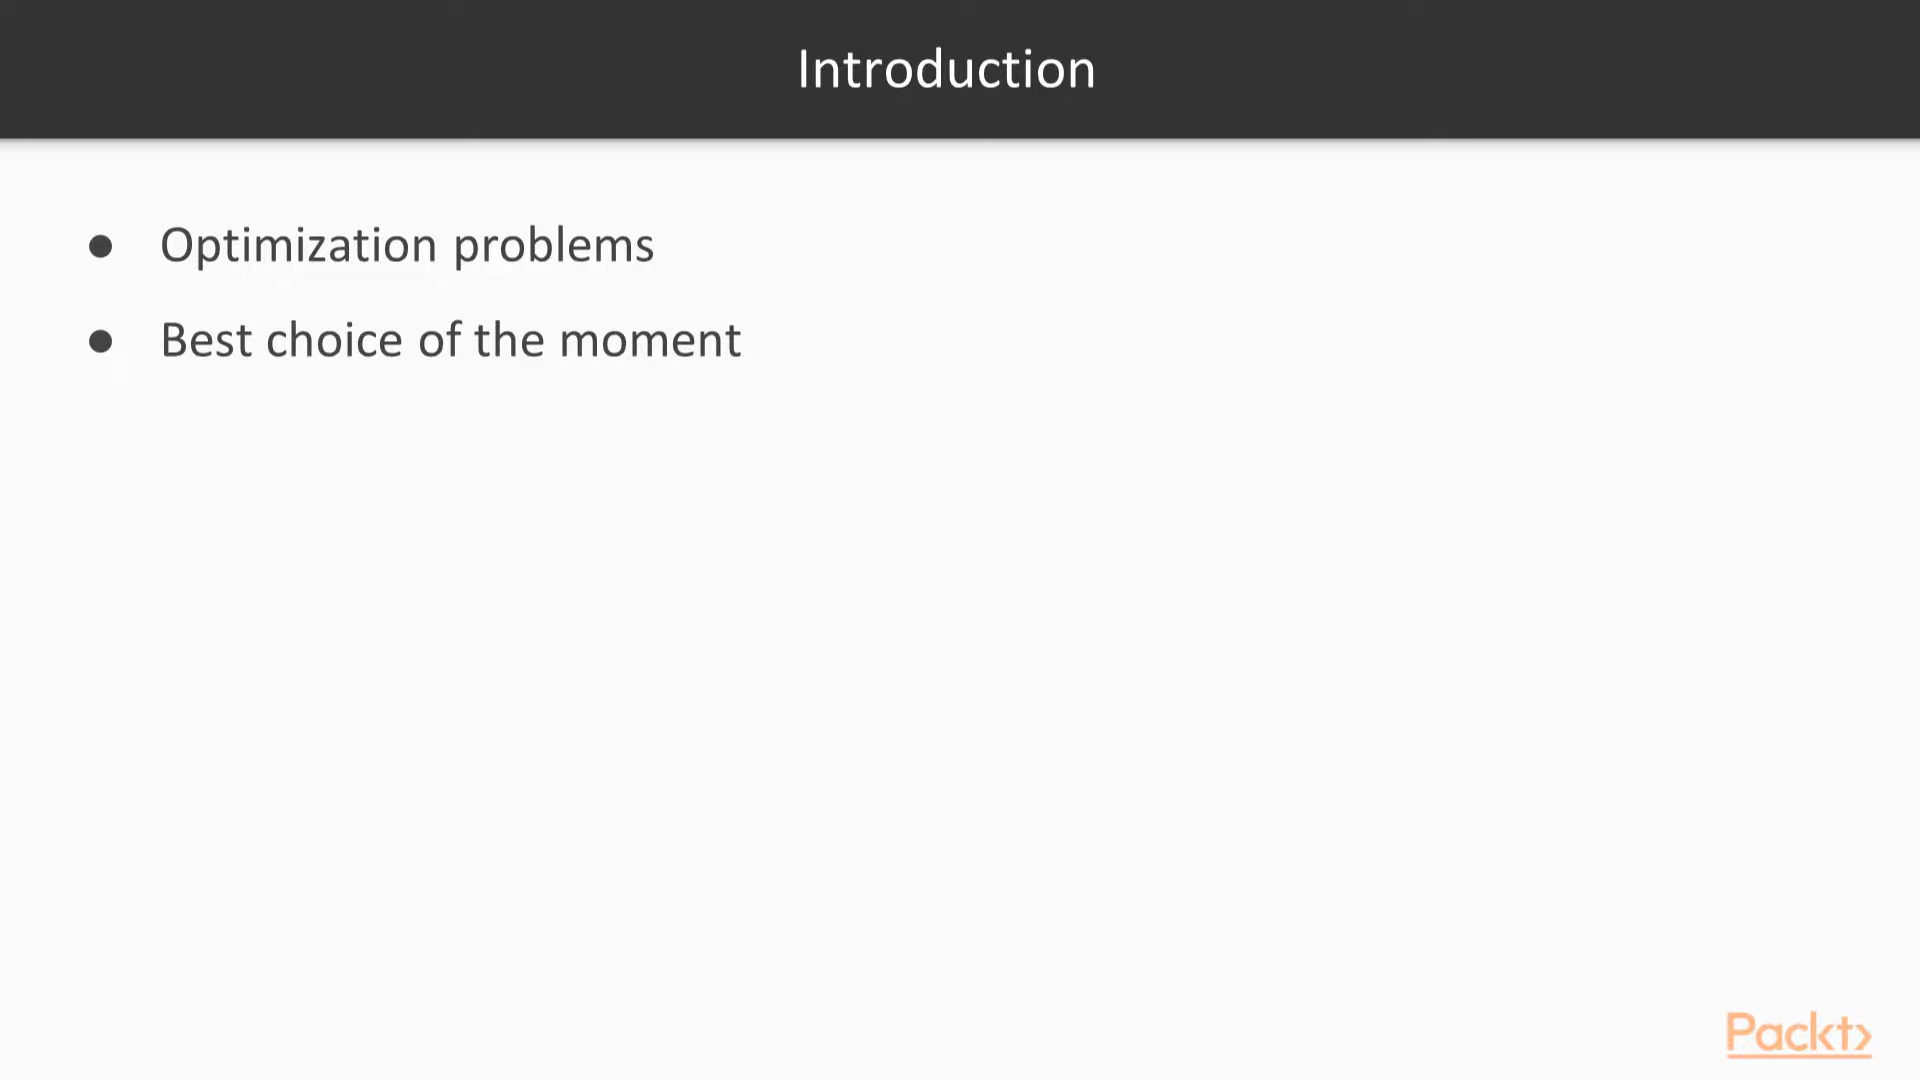 Introduction
Optimization problems
Best choice of the moment
Packt